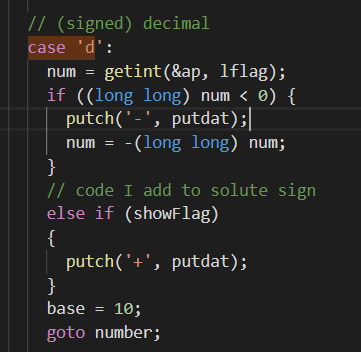 // (signed) decimal
case 'd':
num = getint(&ap, lflag);
if ((long long) num < 0) {
putch('-', putdat);
num = -(long long) num;
}
// code I add to solute sign
else if (showFlag)
{
putch('+', putdat);
}
base = 10;
goto number;